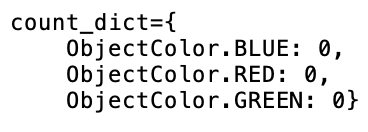 count_dict={
    ObjectColor.BLUE: 0,
    ObjectColor.RED: 0,
    ObjectColor.GREEN: 0}